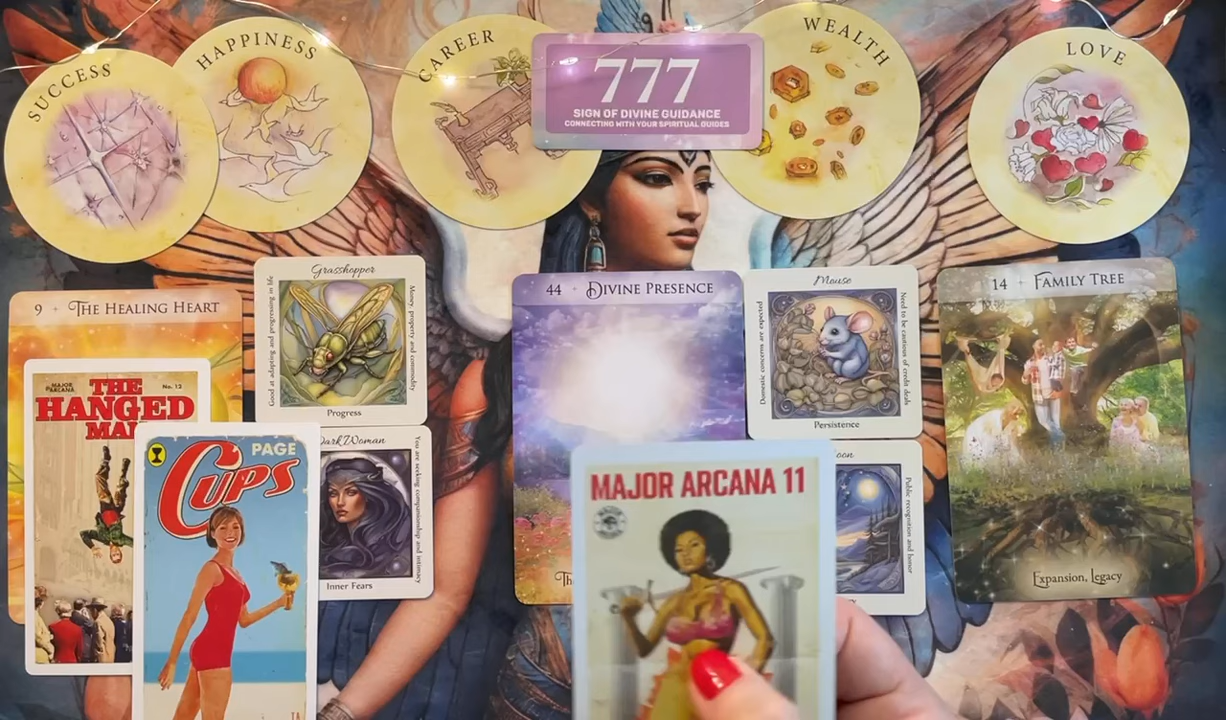 SUCCESS
HAPPINESS
CAREER
777
SIGN OF DIVINE GUIDANCE
CONNECTING WITH YOUR SPIRITUAL GUIDES
WEALTH
LOVE
9 The Healing Heart
Grasshopper
Good at adapting and progressing in life
Money, property and commodity
Progress
44 Divine Presence
Mouse
Domestic concerns are expected
Need to be cautious of credit deals
Persistence
14 Family Tree
Expansion, Legacy
MAJOR
ARCANA
No. 12
THE
HANGED
PAGE
CUPS
Dark Woman
You are seeking companionship and intimacy
Inner Fears
MAJOR ARCANA 11
Public recognition and honor